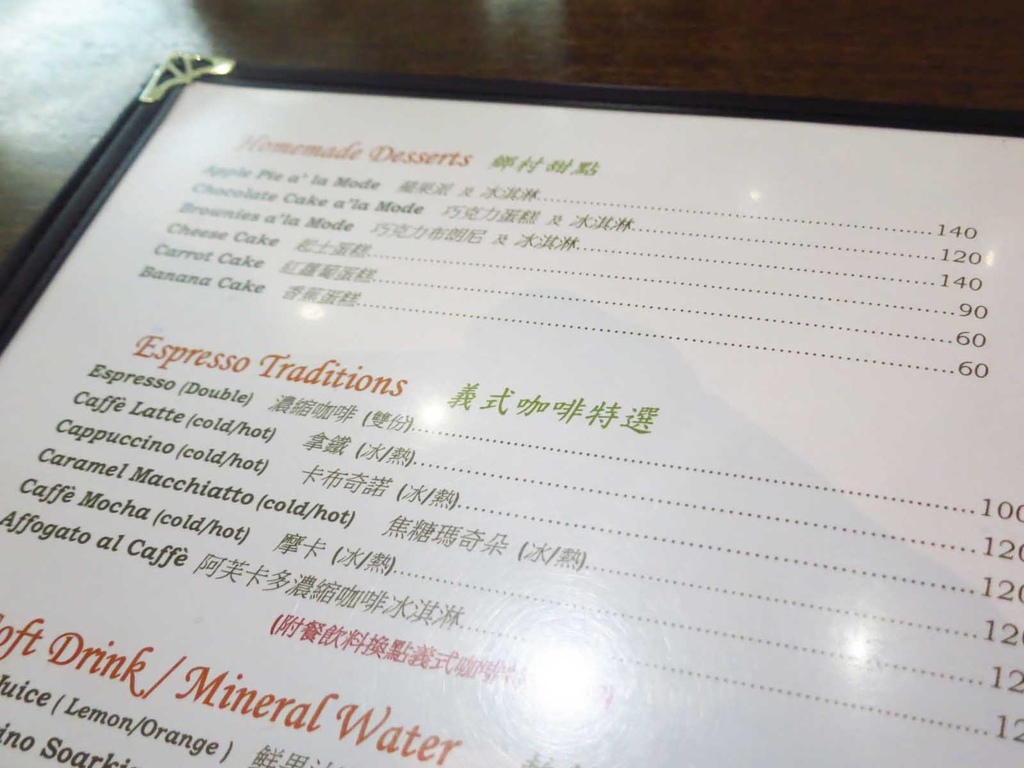 Homemade Desserts 鄉村甜點
Apple Pie a' la Mode 蘋果派 及 冰淇淋 140
Chocolate Cake a'la Mode 巧克力蛋糕 及 冰淇淋 120
Brownies a'la Mode 巧克力布朗尼 及 冰淇淋 140
Cheese Cake 起士蛋糕 90
Carrot Cake 紅蘿蔔蛋糕 60
Banana Cake 香蕉蛋糕 60
Espresso Traditions 義式咖啡特選
Espresso (Double) 濃縮咖啡 (雙份) 100
Caffè Latte (cold/hot) 拿鐵 (冰/熱) 120
Cappuccino (cold/hot) 卡布奇諾 (冰/熱) 120
Caramel Macchiatto (cold/hot) 焦糖瑪奇朵 (冰/熱) 120
Caffè Mocha (cold/hot) 摩卡 (冰/熱) 12
Affogato al Caffè 阿芙卡多濃縮咖啡冰淇淋 12
(附餐飲料換點義式咖啡
oft Drink / Mineral Water
Juice ( Lemon/Orange ) 鮮果汁